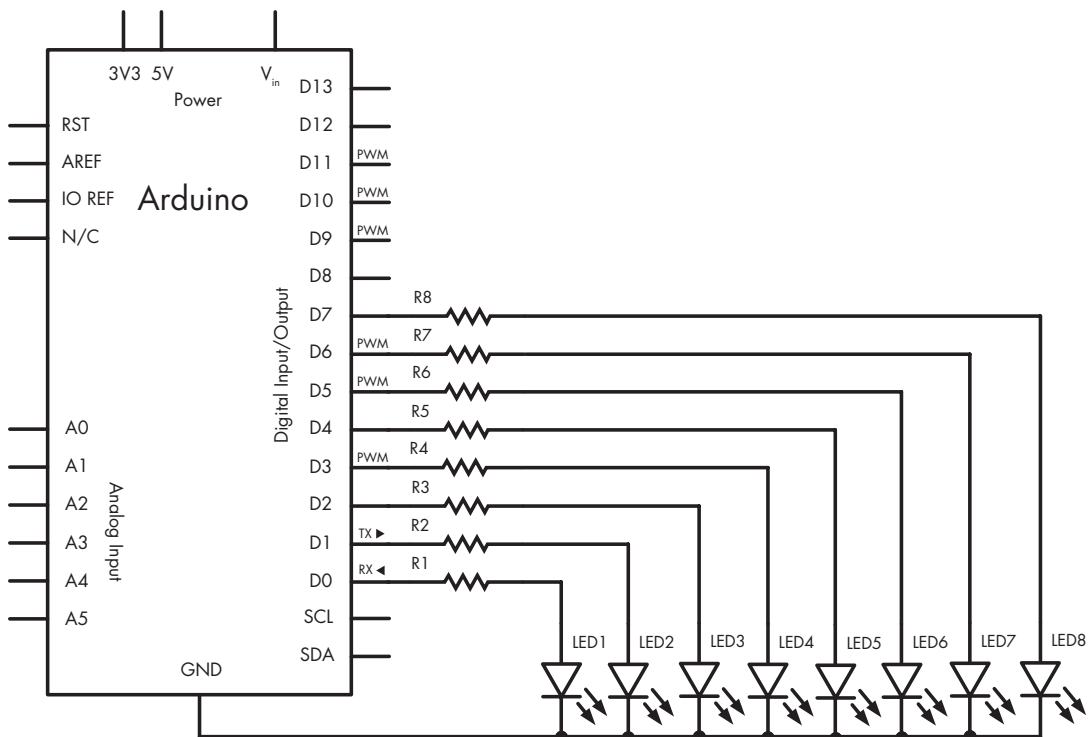 3V3 5V Vin
Power
RST
AREF
IO REF
N/C
Arduino
D13
D12
D11 PWM
D10 PWM
D9 PWM
D8
D7 R8
D6 PWM R7
D5 PWM R6
D4 R5
D3 PWM R4
D2 R3
D1 TX ► R2
D0 RX ◄ R1
SCL
SDA
Digital Input/Output
A0
A1
A2
A3
A4
A5
Analog Input
GND
LED1 LED2 LED3 LED4 LED5 LED6 LED7 LED8